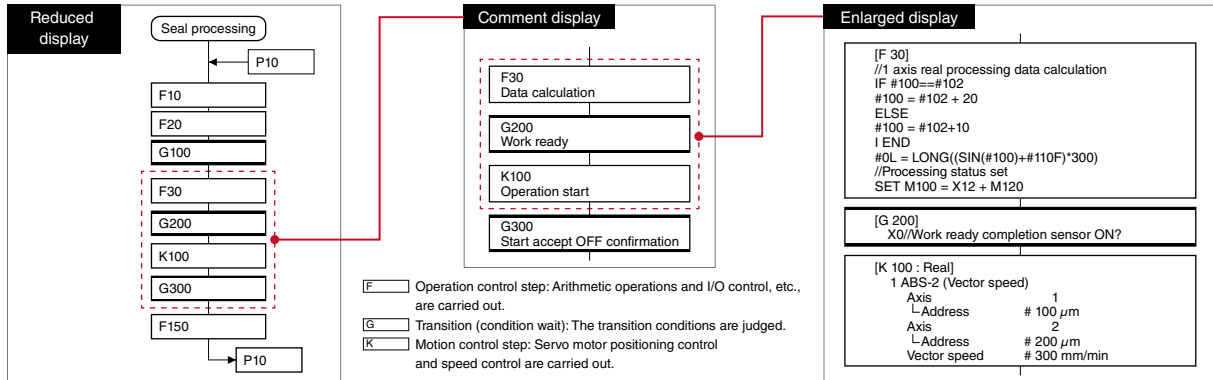 Reduced
display
Seal processing
P10
F10
F20
G100
F30
G200
K100
G300
F150
P10
Comment display
F30
Data calculation
G200
Work ready
K100
Operation start
G300
Start accept OFF confirmation
F Operation control step: Arithmetic operations and I/O control, etc.,
are carried out.
G Transition (condition wait): The transition conditions are judged.
K Motion control step: Servo motor positioning control
and speed control are carried out.
Enlarged display
[F 30]
//1 axis real processing data calculation
IF #100==#102
#100 = #102 + 20
ELSE
#100 = #102+10
I END
#0L = LONG((SIN(#100)+#110F)*300)
//Processing status set
SET M100 = X12 + M120
[G 200]
X0//Work ready completion sensor ON?
[K 100 : Real]
1 ABS-2 (Vector speed)
Axis 1
Address # 100 µm
Axis 2
Address # 200 µm
Vector speed # 300 mm/min